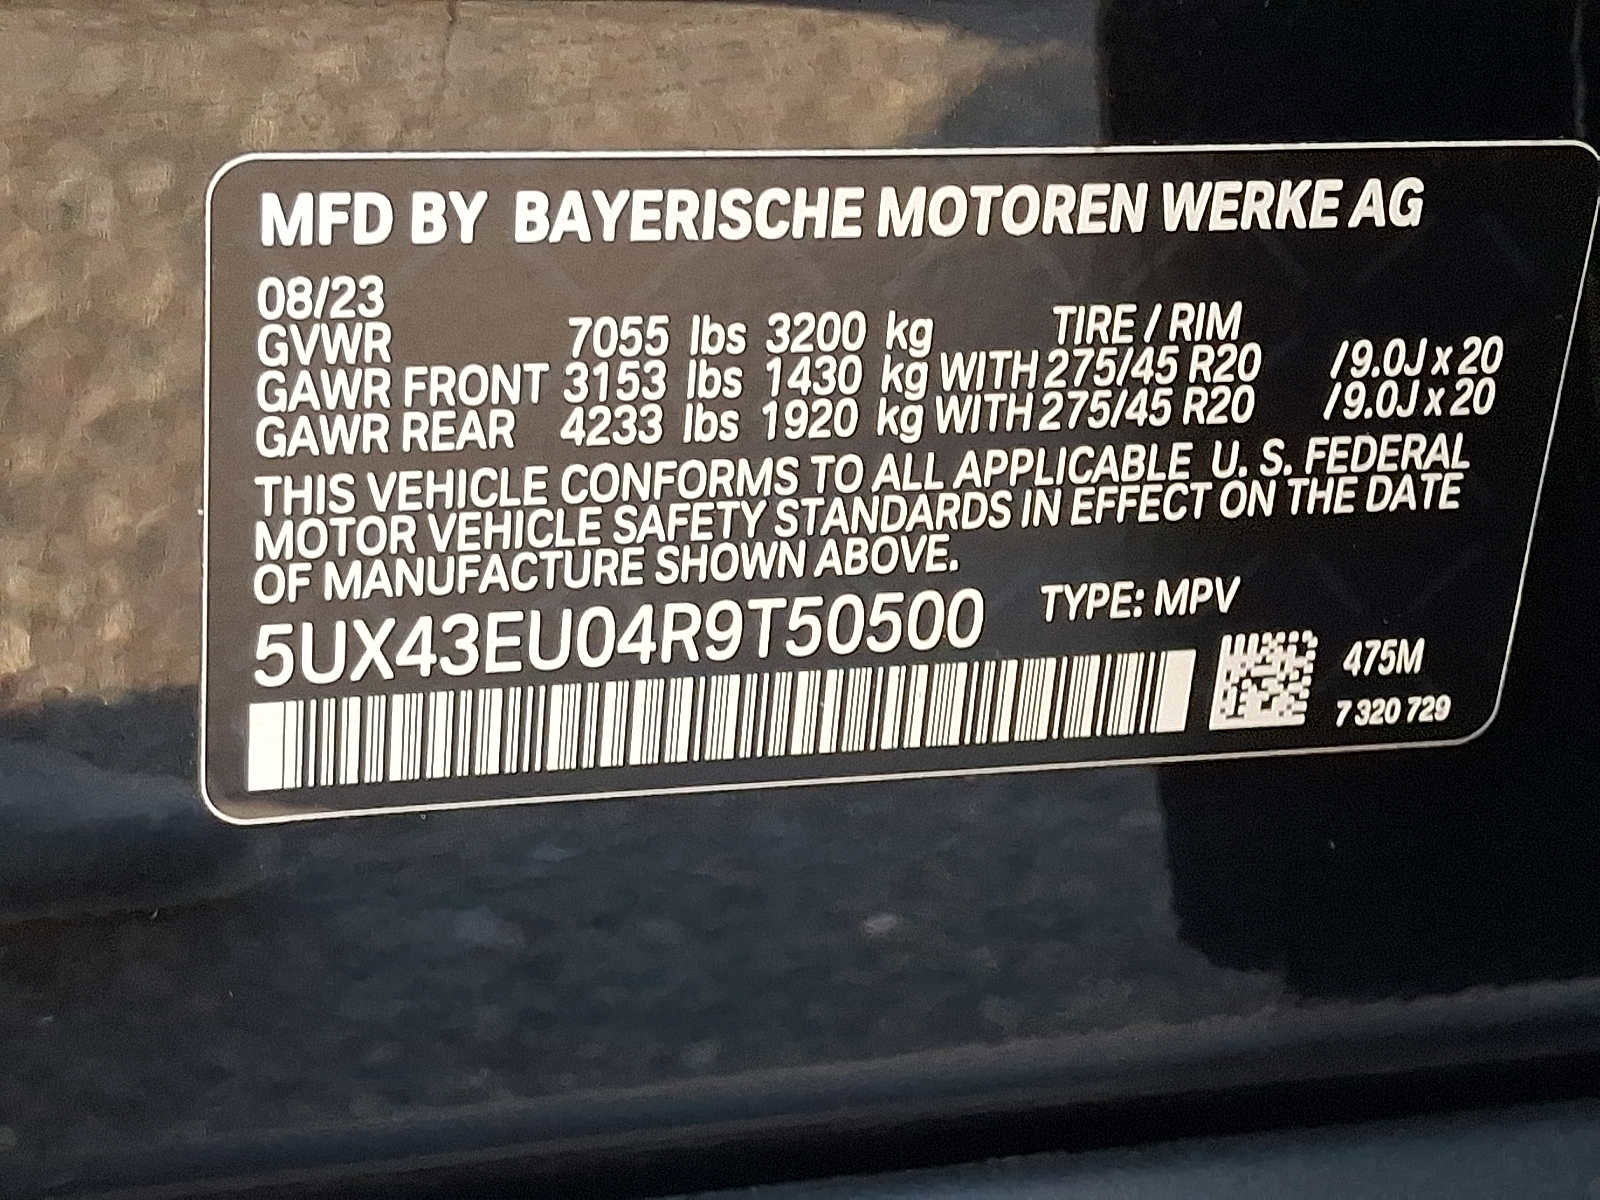 MFD BY BAYERISCHE MOTOREN WERKE AG
08/23
GVWR 7055 lbs 3200 kg TIRE / RIM
GAWR FRONT 3153 lbs 1430 kg WITH 275/45 R20 /9.0J x 20
GAWR REAR 4233 lbs 1920 kg WITH 275/45 R20 /9.0J x 20
THIS VEHICLE CONFORMS TO ALL APPLICABLE U. S. FEDERAL
MOTOR VEHICLE SAFETY STANDARDS IN EFFECT ON THE DATE
OF MANUFACTURE SHOWN ABOVE.
5UX43EU04R9T50500 TYPE: MPV
475M
7 320 729